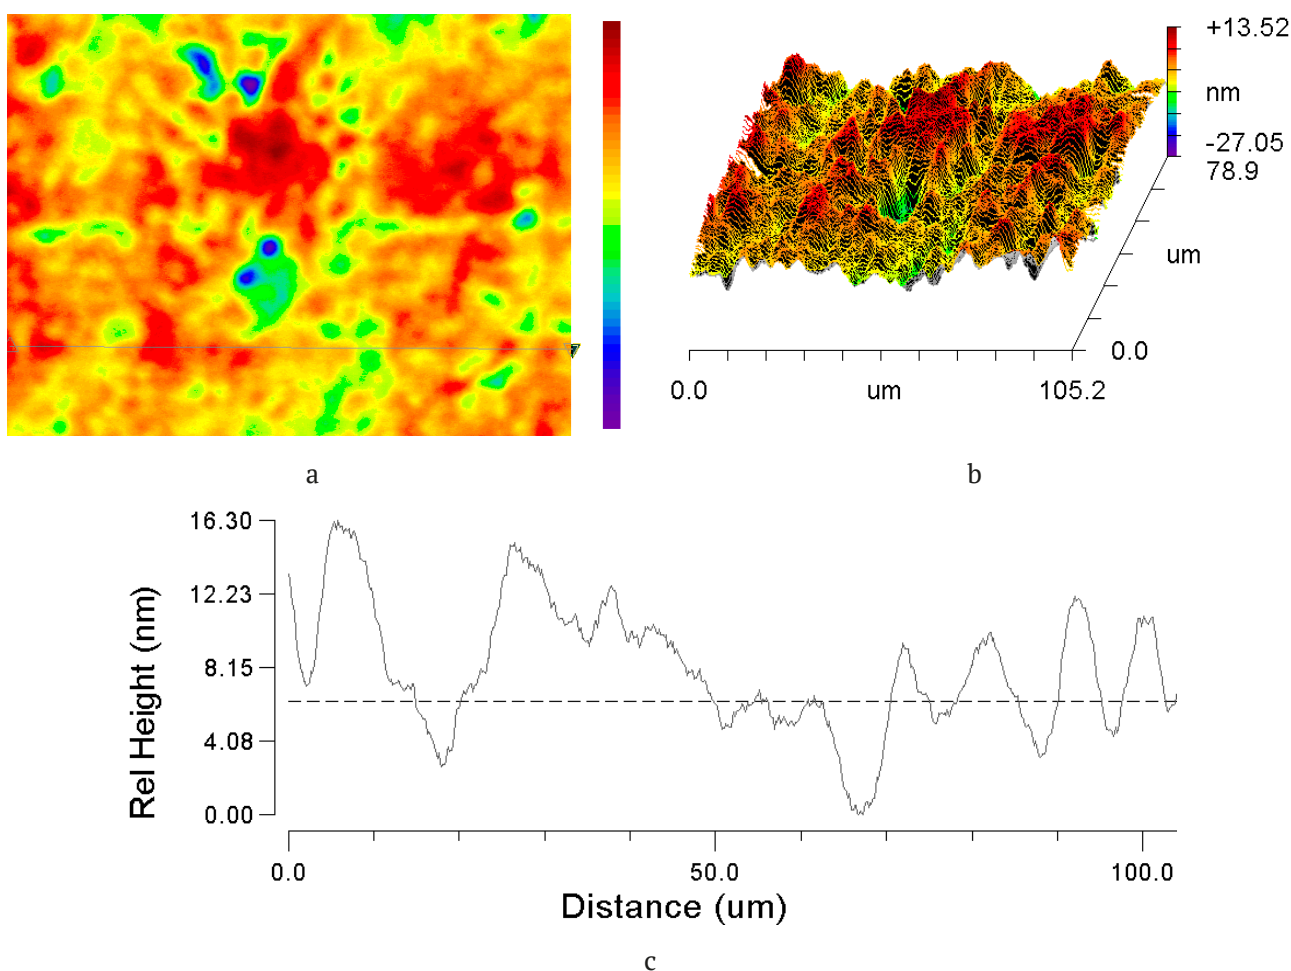 +13.52
nm
-27.05
78.9
um
0.0
0.0
um
105.2
a
b
16.30
12.23
8.15
4.08
0.00
Rel Height (nm)
0.0
50.0
100.0
Distance (um)
c